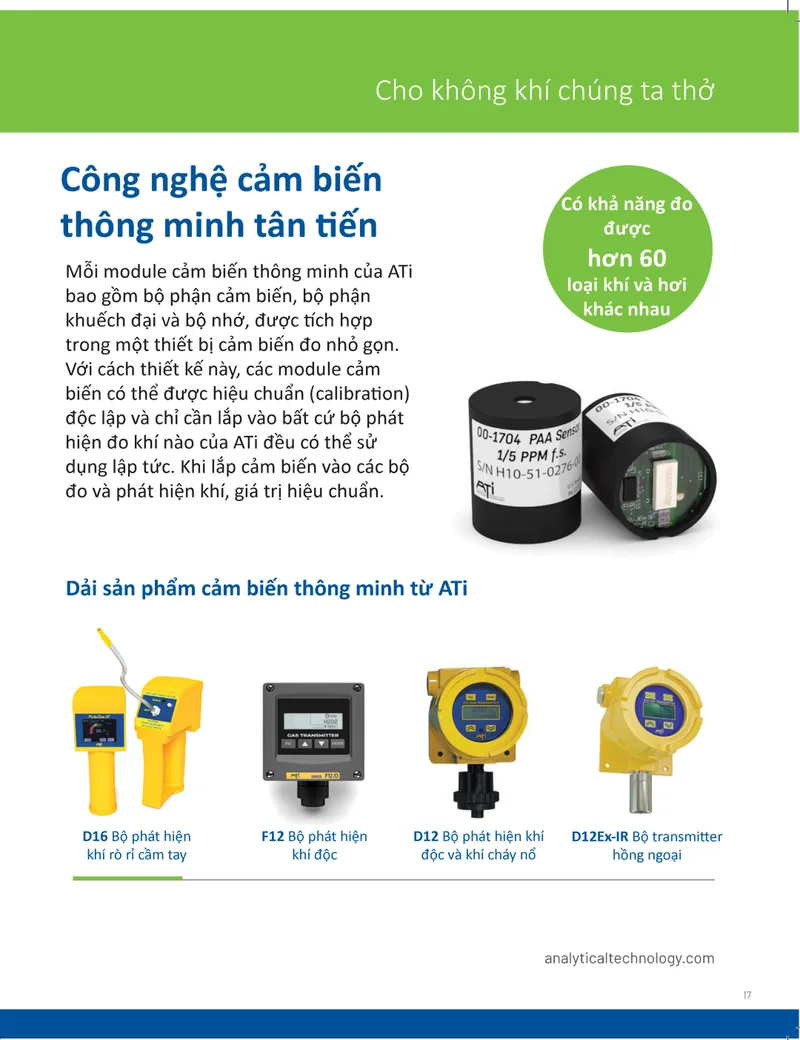 Cho không khí chúng ta thở
Công nghệ cảm biến
thông minh tân tiến
Có khả năng đo
được
hơn 60
loại khí và hơi
khác nhau
Mỗi module cảm biến thông minh của ATi
bao gồm bộ phận cảm biến, bộ phận
khuếch đại và bộ nhớ, được tích hợp
trong một thiết bị cảm biến đo nhỏ gọn.
Với cách thiết kế này, các module cảm
biến có thể được hiệu chuẩn (calibration)
độc lập và chỉ cần lắp vào bất cứ bộ phát
hiện đo khí nào của ATi đều có thể sử
dụng lập tức. Khi lắp cảm biến vào các bộ
đo và phát hiện khí, giá trị hiệu chuẩn.
00-1704 PAA Sensor
1/5 PPM f.s.
S/N H10-51-0276-00
ATi
00-1704
1/5
S/N H10
ATi
Dải sản phẩm cảm biến thông minh từ ATi
H2O2
GAS TRANSMITTER
ATi
F12/D
D16 Bộ phát hiện
khí rò rỉ cầm tay
F12 Bộ phát hiện
khí độc
D12 Bộ phát hiện khí
độc và khí cháy nổ
D12Ex-IR Bộ transmitter
hồng ngoại
analyticaltechnology.com
17